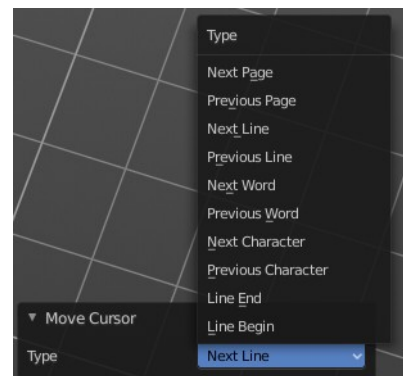 Type
Next Page
Previous Page
Next Line
Previous Line
Next Word
Previous Word
Next Character
Previous Character
Line End
Line Begin
Move Cursor
Type Next Line